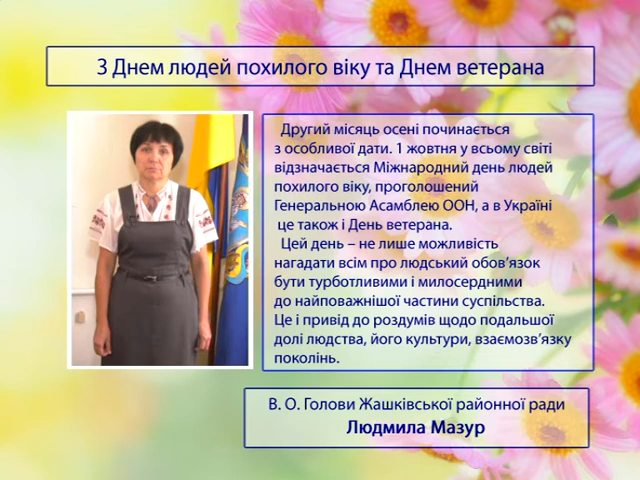 З Днем людей похилого віку та Днем ветерана
Другий місяць осені починається
з особливої дати. 1 жовтня у всьому світі
відзначається Міжнародний день людей
похилого віку, проголошений
Генеральною Асамблею ООН, а в Україні
це також і День ветерана.
Цей день – не лише можливість
нагадати всім про людський обов’язок
бути турботливими і милосердними
до найповажнішої частини суспільства.
Це і привід до роздумів щодо подальшої
долі людства, його культури, взаємозв’язку
поколінь.
В. О. Голови Жашківської районної ради
Людмила Мазур